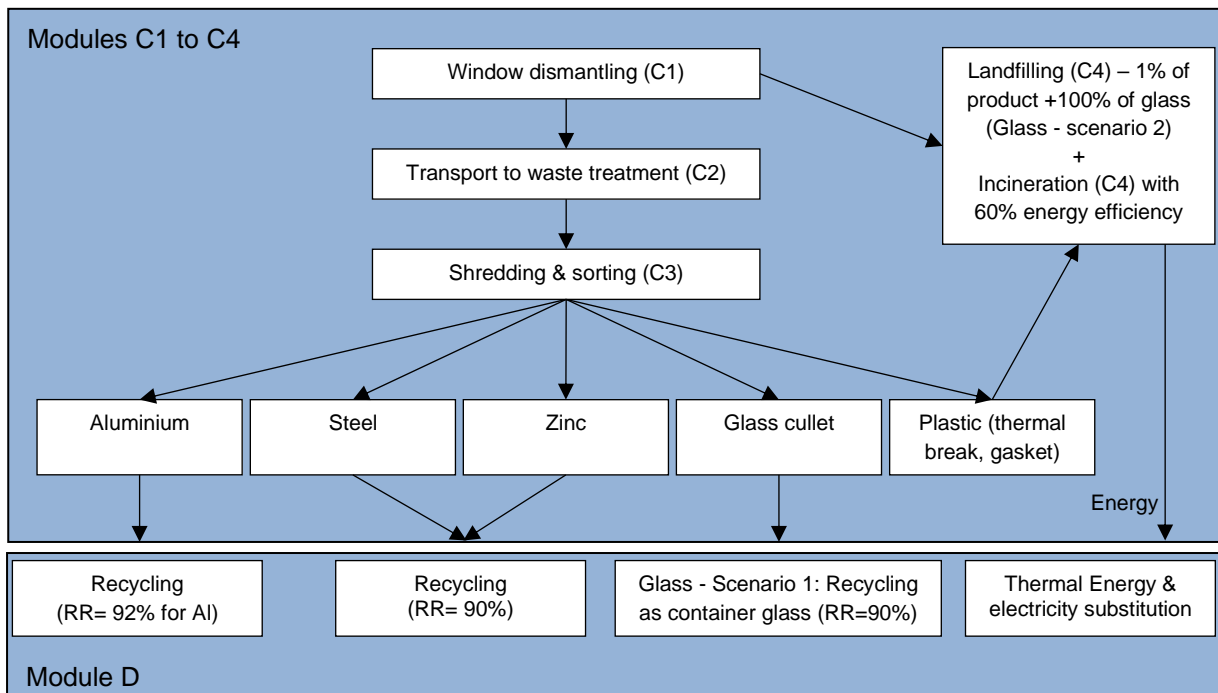 Modules C1 to C4
Window dismantling (C1)
Transport to waste treatment (C2)
Shredding & sorting (C3)
Landfilling (C4) – 1% of
product +100% of glass
(Glass - scenario 2)
+
Incineration (C4) with
60% energy efficiency
Aluminium
Steel
Zinc
Glass cullet
Plastic (thermal
break, gasket)
Energy
Recycling
(RR= 92% for Al)
Recycling
(RR= 90%)
Glass - Scenario 1: Recycling
as container glass (RR=90%)
Thermal Energy &
electricity substitution
Module D